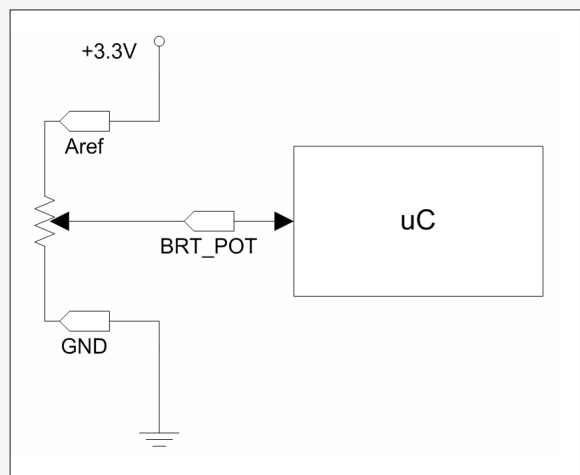 +3.3V
Aref
BRT_POT
uC
GND